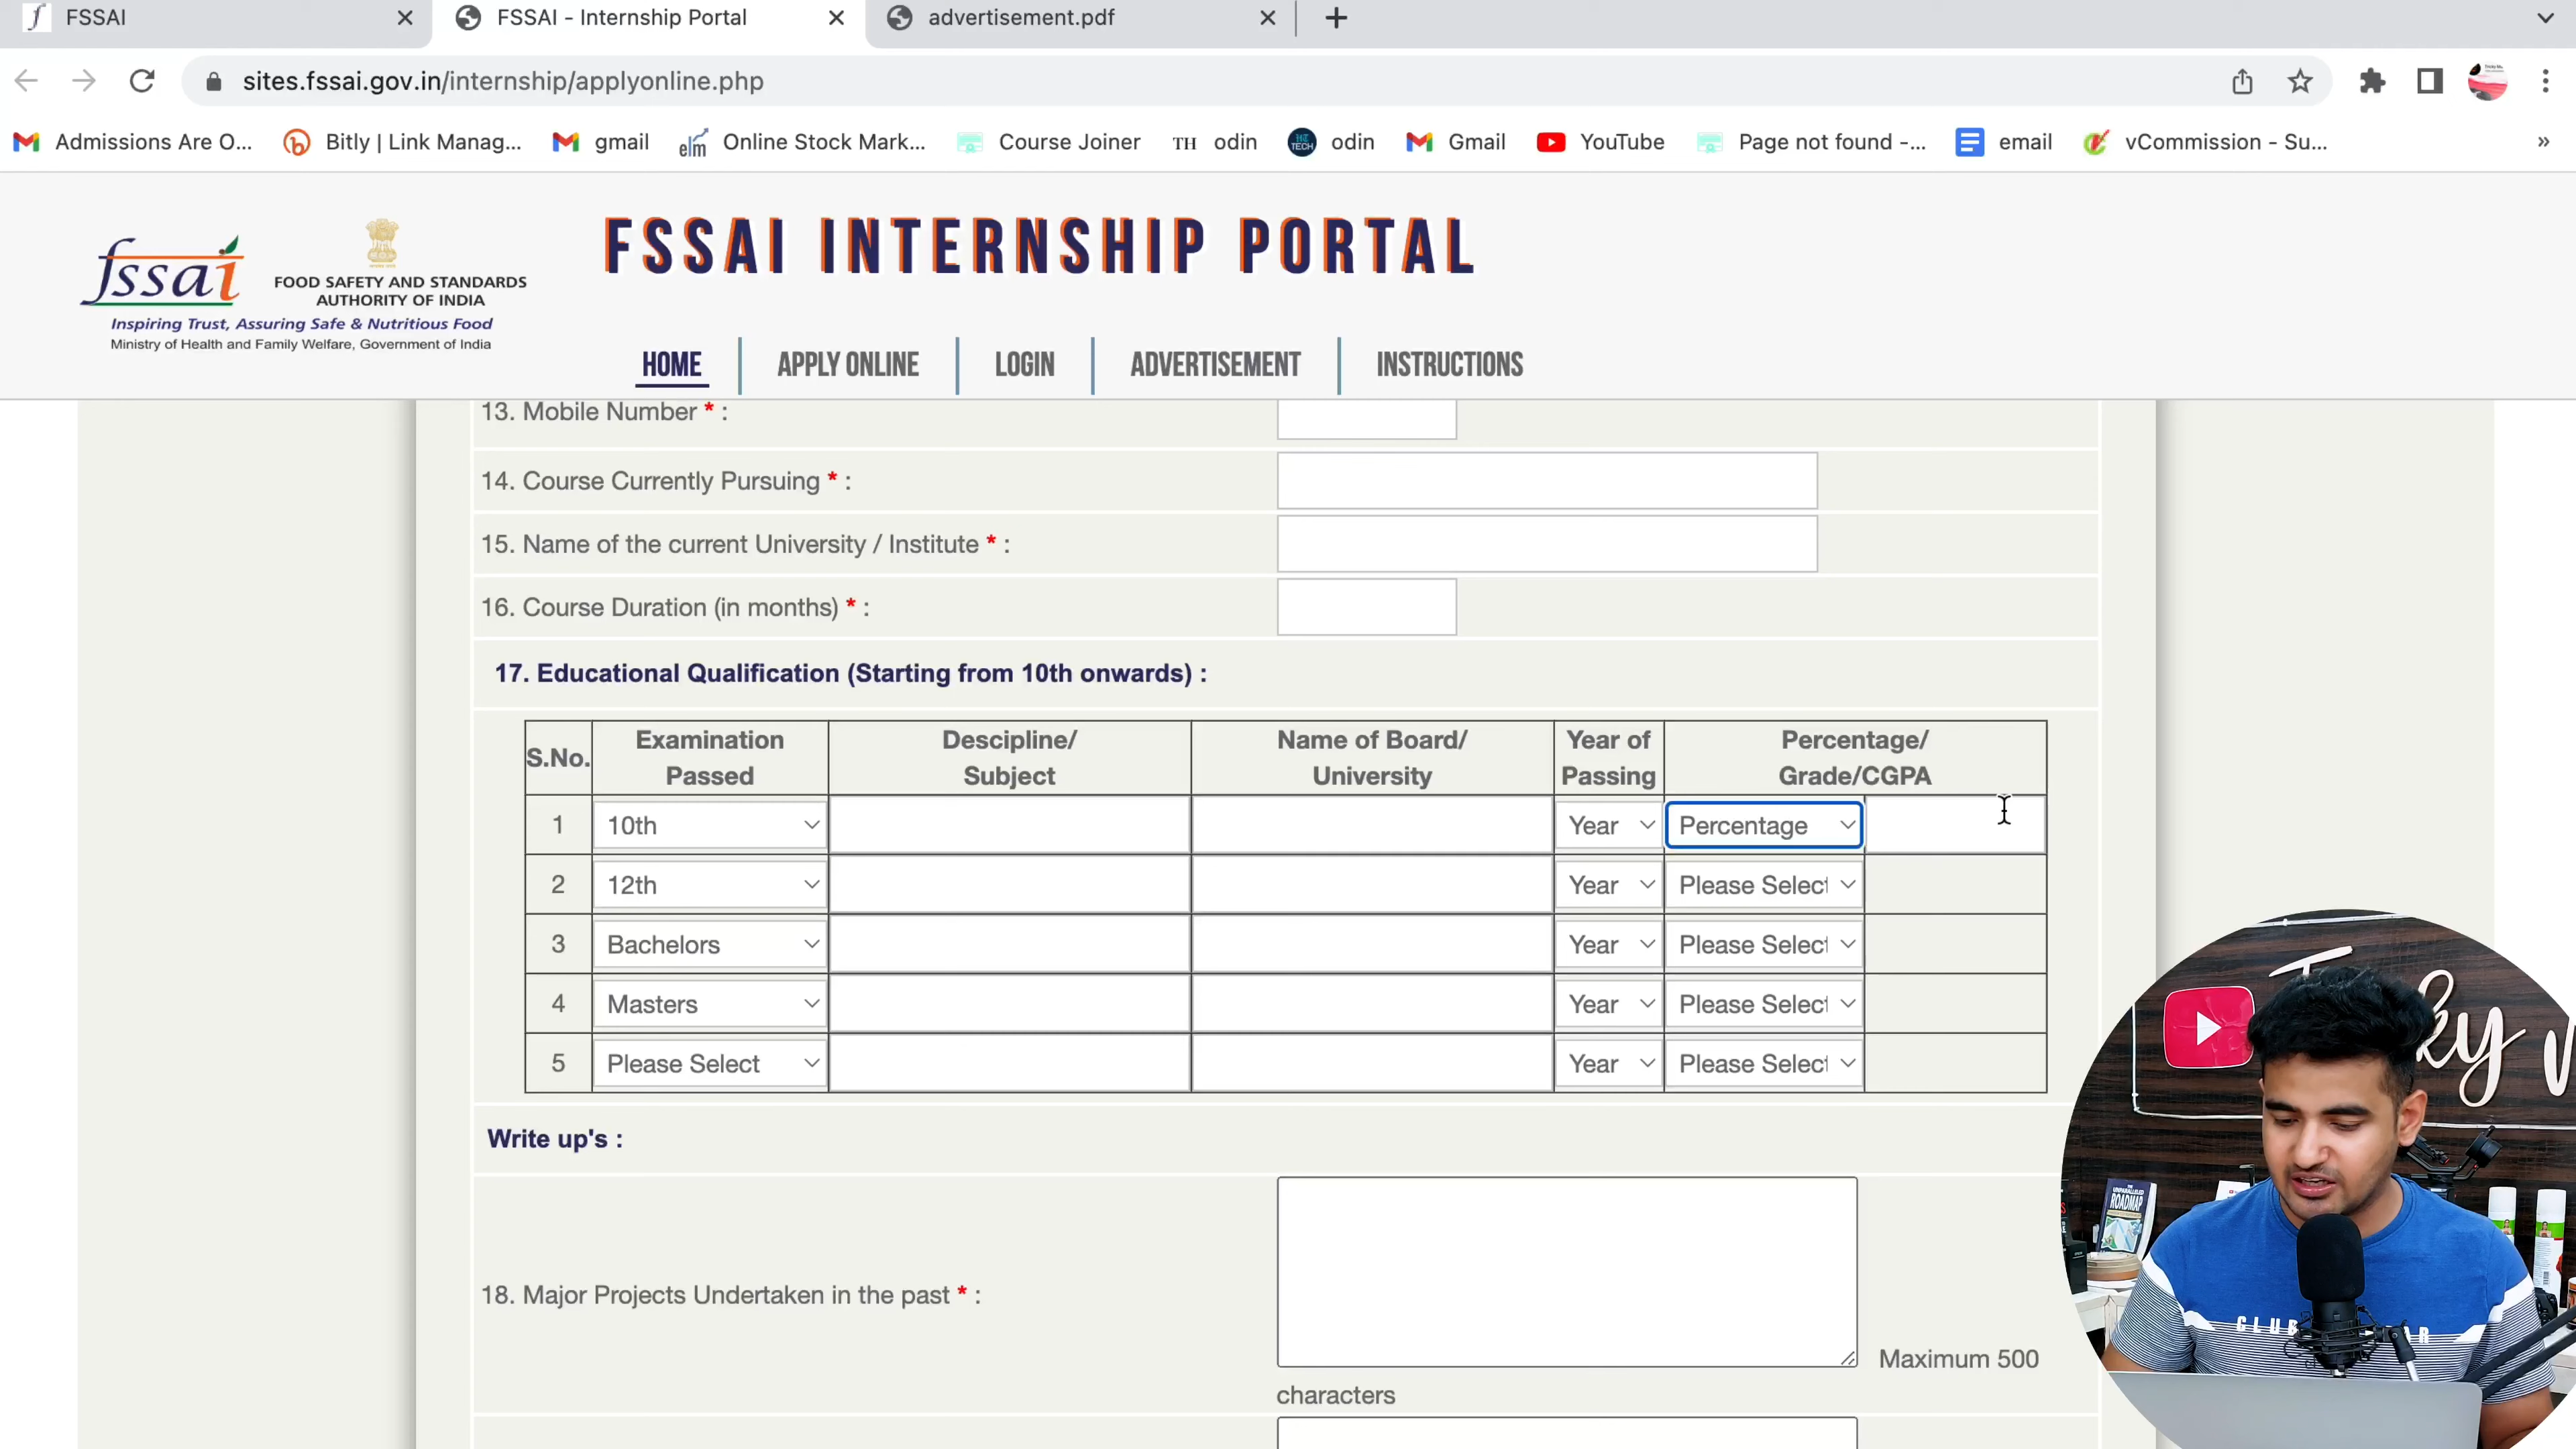 FSSAI
FSSAI - Internship Portal
advertisement.pdf
sites.fssai.gov.in/internship/applyonline.php
Admissions Are O...
Bitly | Link Manag...
gmail
elm
Online Stock Mark...
Course Joiner
TH
odin
HiT TECH
odin
Gmail
YouTube
Page not found -...
email
vCommission - Su...
»
fssai
FOOD SAFETY AND STANDARDS
AUTHORITY OF INDIA
Inspiring Trust, Assuring Safe & Nutritious Food
Ministry of Health and Family Welfare, Government of India
FSSAI INTERNSHIP PORTAL
HOME
APPLY ONLINE
LOGIN
ADVERTISEMENT
INSTRUCTIONS
13. Mobile Number * :
14. Course Currently Pursuing * :
15. Name of the current University / Institute * :
16. Course Duration (in months) * :
17. Educational Qualification (Starting from 10th onwards) :
S.No. Examination Passed Descipline/ Subject Name of Board/ University Year of Passing Percentage/ Grade/CGPA
1 10th Year Percentage
2 12th Year Please Select
3 Bachelors Year Please Select
4 Masters Year Please Select
5 Please Select Year Please Select
Write up's :
18. Major Projects Undertaken in the past * :
Maximum 500
characters
ROADMAP